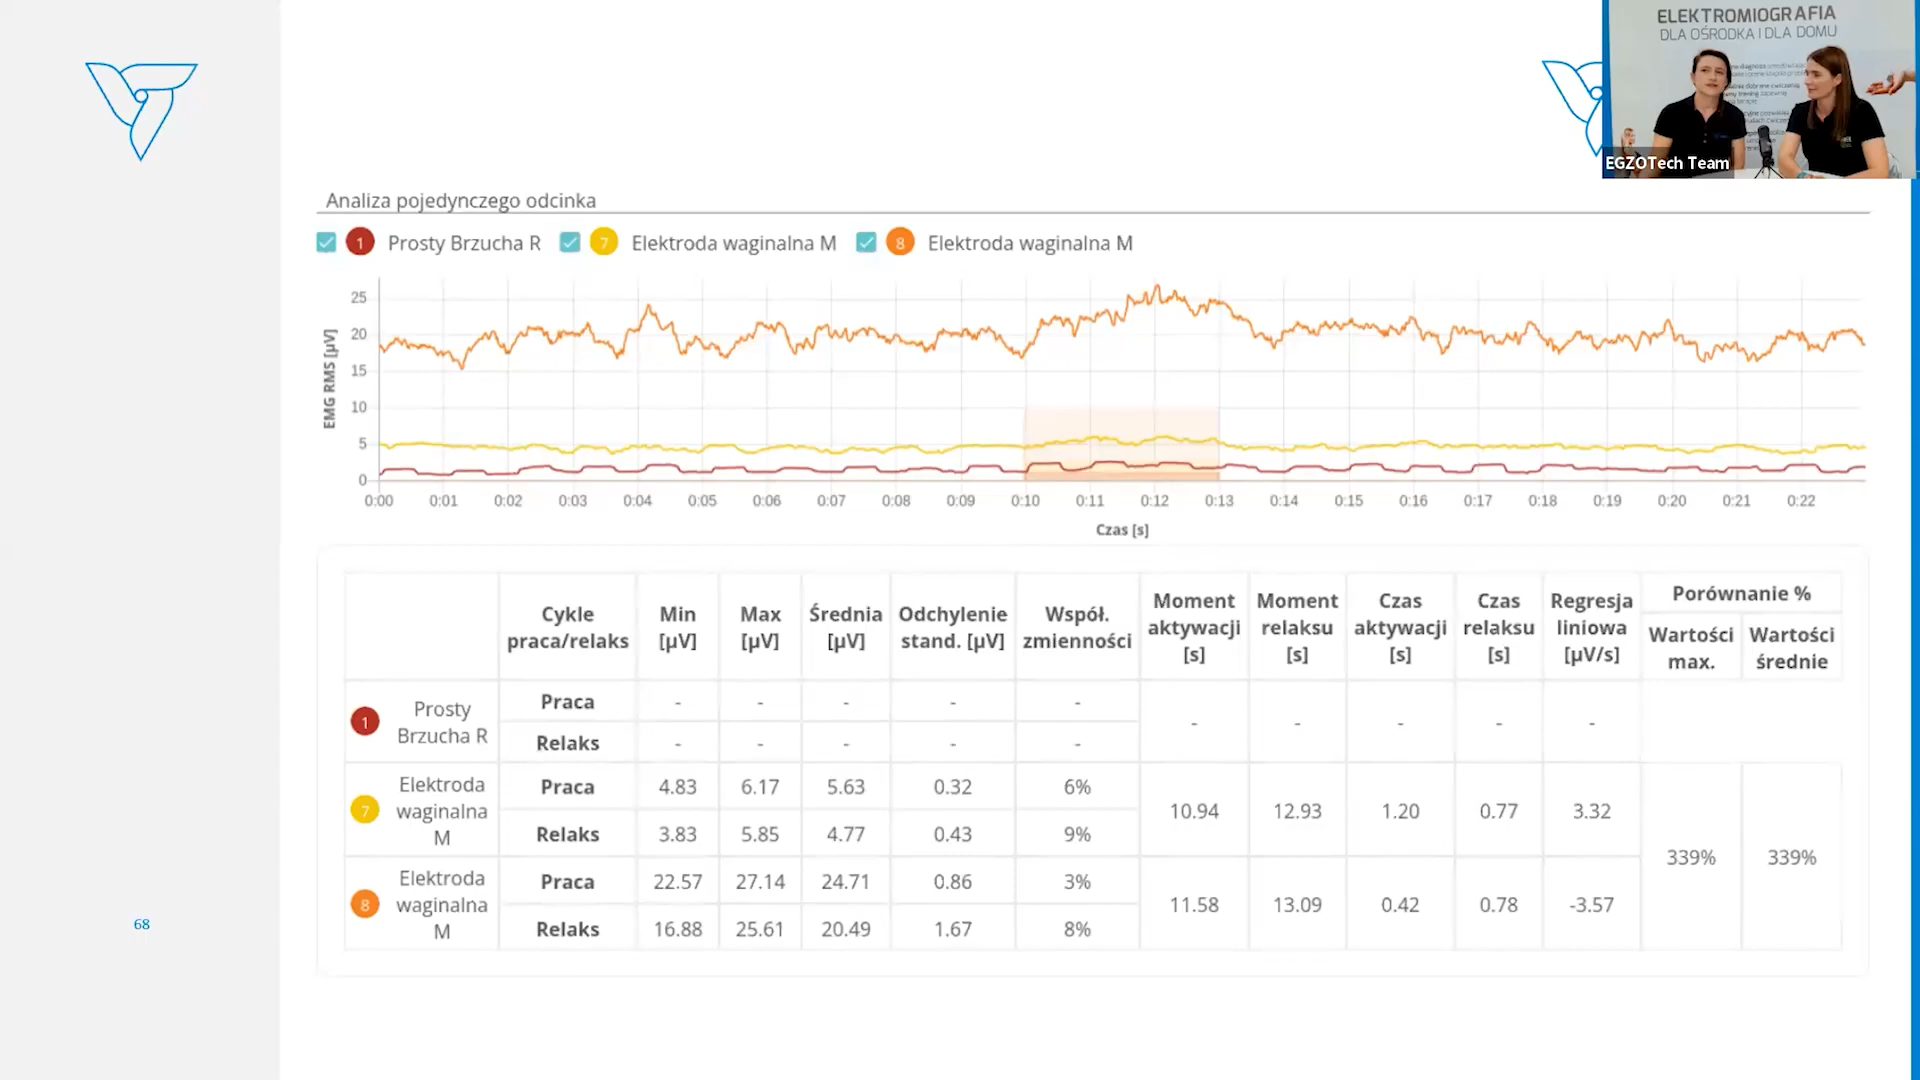 ELEKTROMIOGRAFIA
DLA OŚRODKA I DLA DOMU
EGZOTech Team
Analiza pojedynczego odcinka
1 Prosty Brzucha R 7 Elektroda waginalna M 8 Elektroda waginalna M
EMG RMS [µV]
25
20
15
10
5
0
0:00 0:01 0:02 0:03 0:04 0:05 0:06 0:07 0:08 0:09 0:10 0:11 0:12 0:13 0:14 0:15 0:16 0:17 0:18 0:19 0:20 0:21 0:22
Czas [s]
Cykle praca/relaks Min [µV] Max [µV] Średnia [µV] Odchylenie stand. [µV] Współ. zmienności Moment aktywacji [s] Moment relaksu [s] Czas aktywacji [s] Czas relaksu [s] Regresja liniowa [µV/s] Porównanie %
Wartości max. Wartości średnie
1 Prosty Brzucha R
Praca - - - - -
Relaks - - - - -
- - - - -
7 Elektroda waginalna M
Praca 4.83 6.17 5.63 0.32 6%
Relaks 3.83 5.85 4.77 0.43 9%
10.94 12.93 1.20 0.77 3.32
8 Elektroda waginalna M
Praca 22.57 27.14 24.71 0.86 3%
Relaks 16.88 25.61 20.49 1.67 8%
11.58 13.09 0.42 0.78 -3.57
339% 339%
68